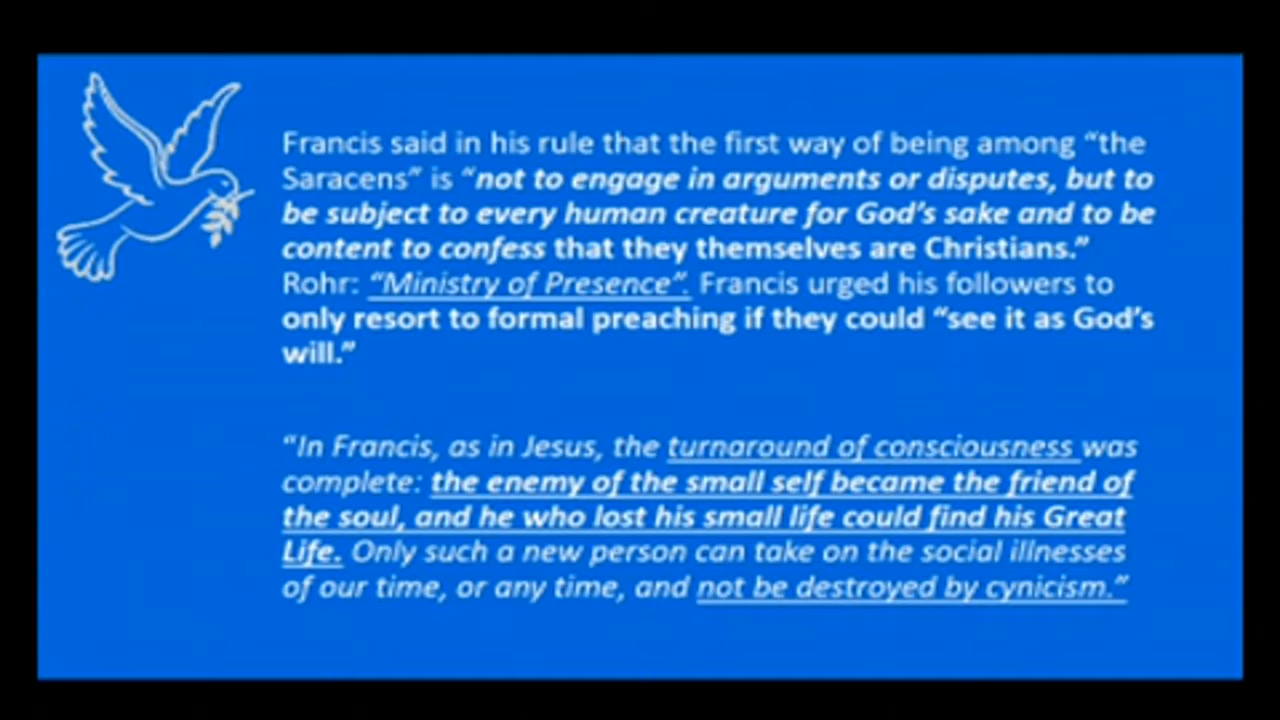 Francis said in his rule that the first way of being among “the
Saracens” is “not to engage in arguments or disputes, but to
be subject to every human creature for God’s sake and to be
content to confess that they themselves are Christians.”
Rohr: “Ministry of Presence”. Francis urged his followers to
only resort to formal preaching if they could “see it as God’s
will.”
“In Francis, as in Jesus, the turnaround of consciousness was
complete: the enemy of the small self became the friend of
the soul, and he who lost his small life could find his Great
Life. Only such a new person can take on the social illnesses
of our time, or any time, and not be destroyed by cynicism.”